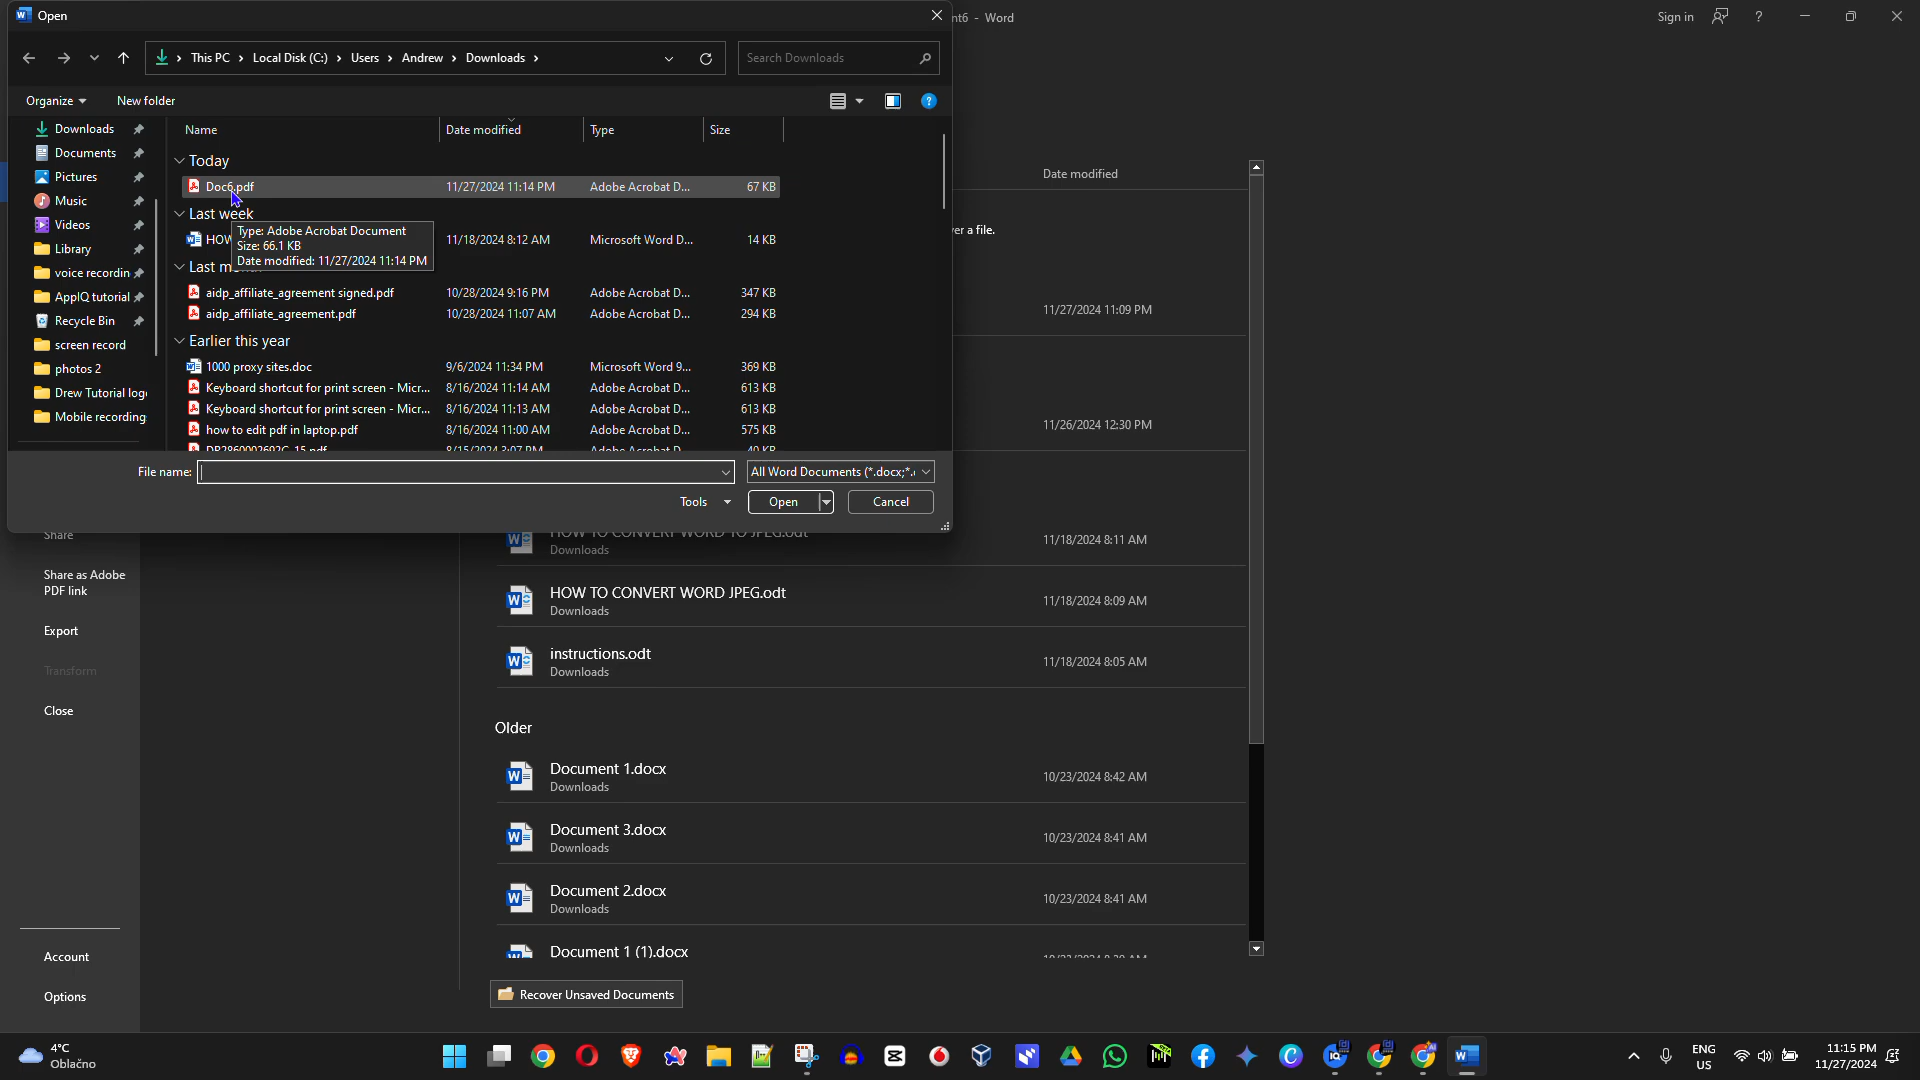 Open
nt6 - Word
Sign in
This PC > Local Disk (C:) > Users > Andrew > Downloads >
Search Downloads
Organize
New folder
Name
Date modified
Type
Size
Downloads
Documents
Pictures
Music
Videos
Library
voice recordin
AppIQ tutorial
Recycle Bin
screen record
photos 2
Drew Tutorial log
Mobile recording
Today
Doc6.pdf 11/27/2024 11:14 PM Adobe Acrobat D... 67 KB
Last week
Type: Adobe Acrobat Document
Size: 66.1 KB
Date modified: 11/27/2024 11:14 PM
HOW 11/18/2024 8:12 AM Microsoft Word D... 14 KB
Last m
aidp_affiliate_agreement signed.pdf 10/28/2024 9:16 PM Adobe Acrobat D... 347 KB
aidp_affiliate_agreement.pdf 10/28/2024 11:07 AM Adobe Acrobat D... 294 KB
Earlier this year
1000 proxy sites.doc 9/6/2024 11:34 PM Microsoft Word 9... 369 KB
Keyboard shortcut for print screen - Micr... 8/16/2024 11:14 AM Adobe Acrobat D... 613 KB
Keyboard shortcut for print screen - Micr... 8/16/2024 11:13 AM Adobe Acrobat D... 613 KB
how to edit pdf in laptop.pdf 8/16/2024 11:00 AM Adobe Acrobat D... 575 KB
File name:
All Word Documents (*.docx;*.
Tools
Open
Cancel
Date modified
er a file.
11/27/2024 11:09 PM
11/26/2024 12:30 PM
Share
Share as Adobe
PDF link
Export
Transform
Close
Account
Options
HOW TO CONVERT WORD TO JPEG.odt
Downloads
11/18/2024 8:11 AM
HOW TO CONVERT WORD JPEG.odt
Downloads
11/18/2024 8:09 AM
instructions.odt
Downloads
11/18/2024 8:05 AM
Older
Document 1.docx
Downloads
10/23/2024 8:42 AM
Document 3.docx
Downloads
10/23/2024 8:41 AM
Document 2.docx
Downloads
10/23/2024 8:41 AM
Document 1 (1).docx
Recover Unsaved Documents
4°C
Oblačno
ENG
US
11:15 PM
11/27/2024